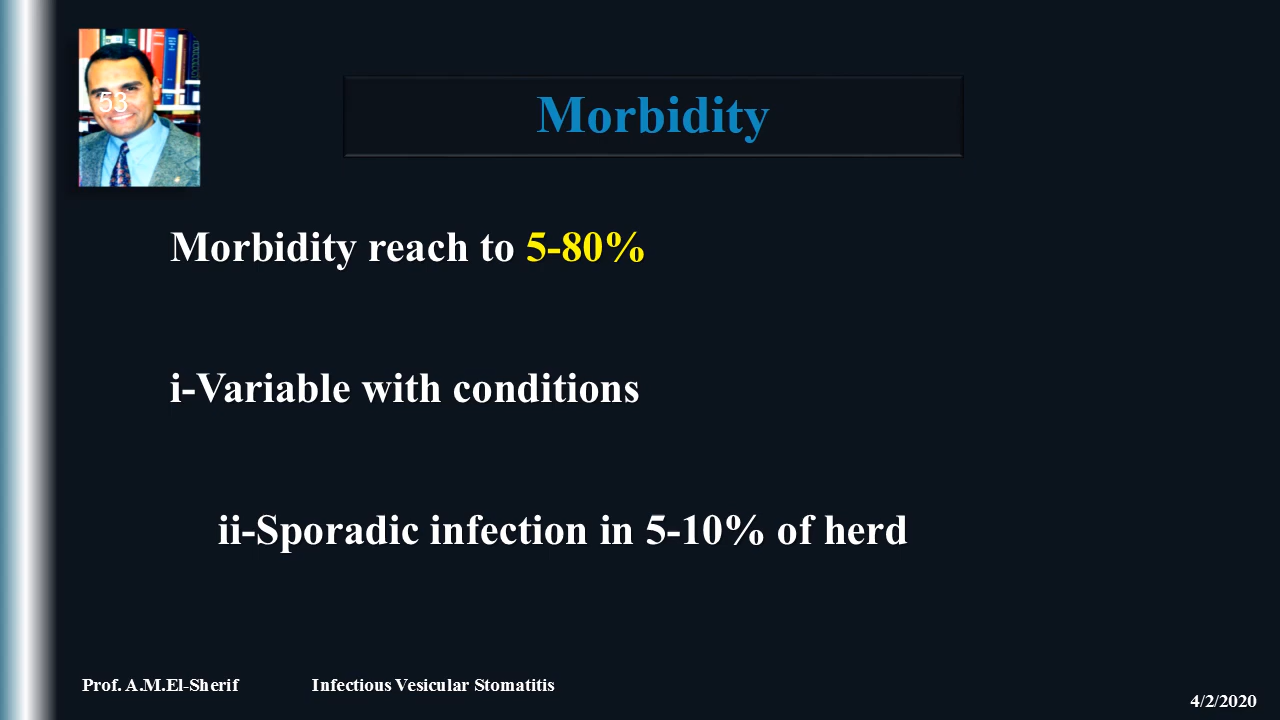 53
Morbidity
Morbidity reach to 5-80%
i-Variable with conditions
ii-Sporadic infection in 5-10% of herd
Prof. A.M.El-Sherif
Infectious Vesicular Stomatitis
4/2/2020